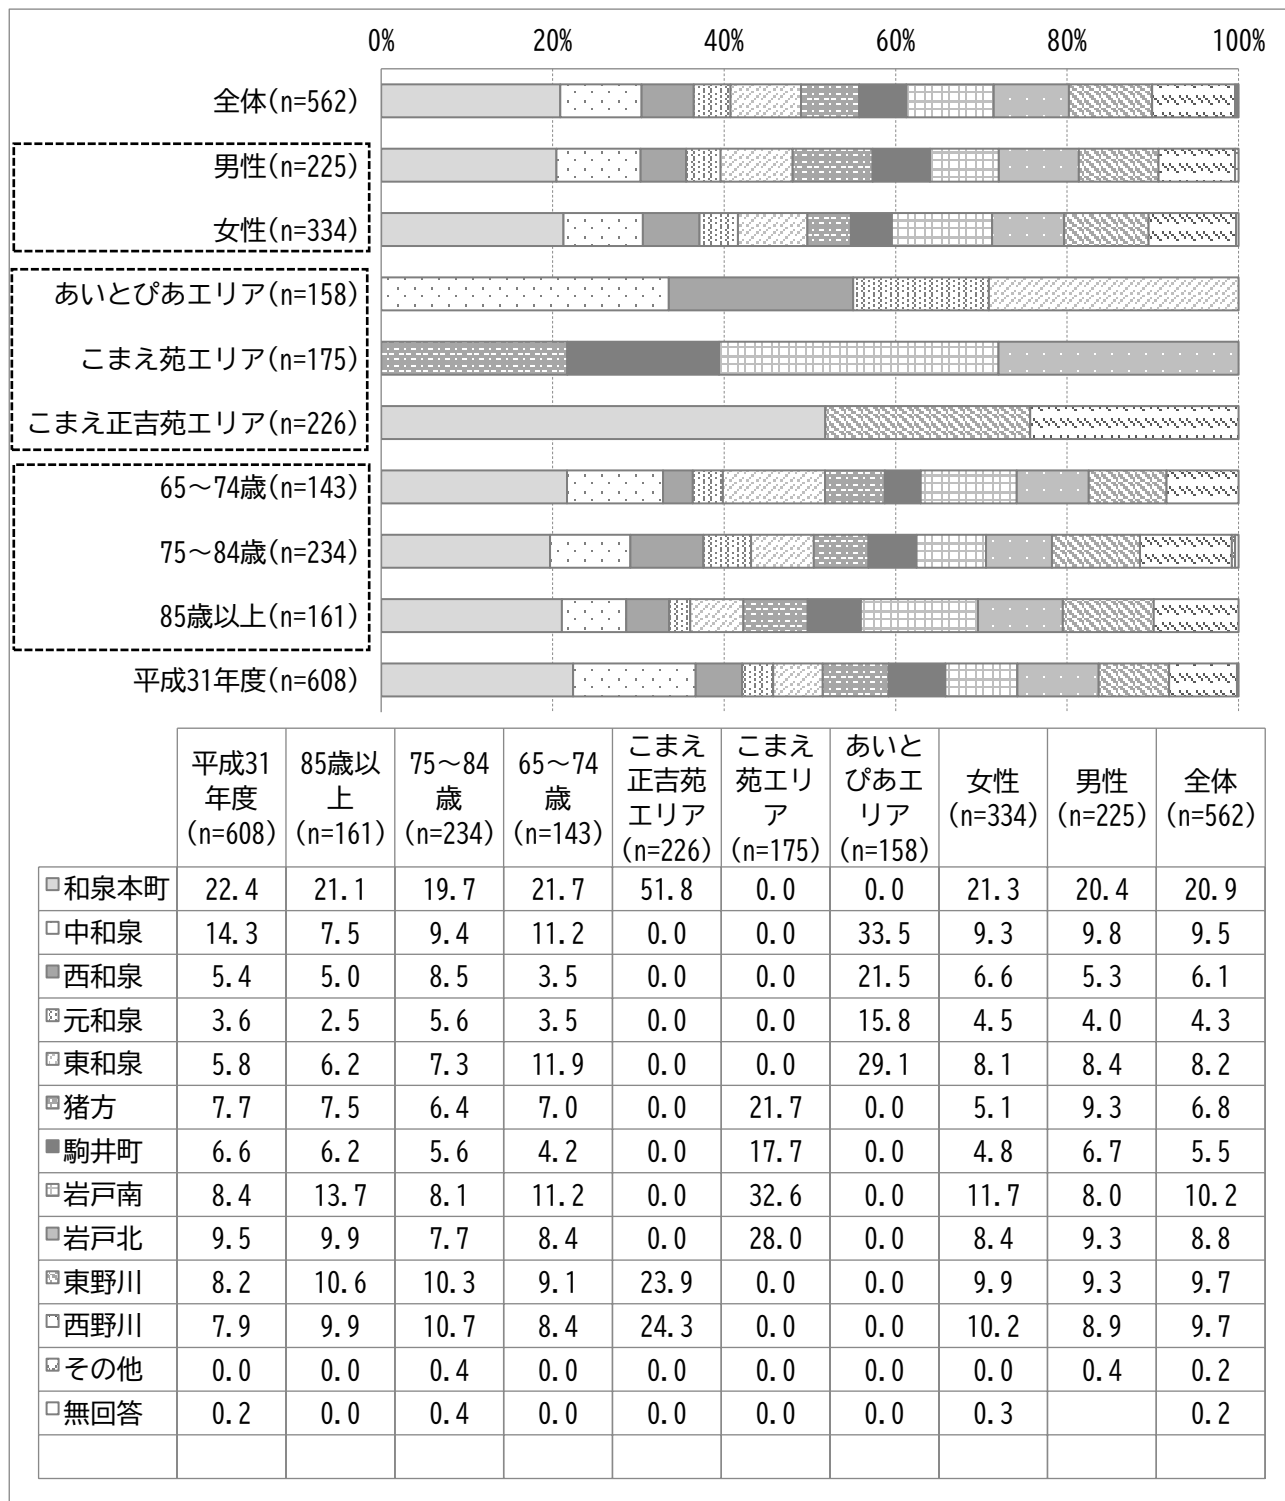 0% 20% 40% 60% 80% 100%
全体(n=562)
男性(n=225)
女性(n=334)
あいとぴあエリア(n=158)
こまえ苑エリア(n=175)
こまえ正吉苑エリア(n=226)
65～74歳(n=143)
75～84歳(n=234)
85歳以上(n=161)
平成31年度(n=608)
平成31
年度
(n=608)
85歳以
上
(n=161)
75～84
歳
(n=234)
65～74
歳
(n=143)
こまえ
正吉苑
エリア
(n=226)
こまえ
苑エリ
ア
(n=175)
あいと
ぴあエ
リア
(n=158)
女性
(n=334)
男性
(n=225)
全体
(n=562)
和泉本町 22.4 21.1 19.7 21.7 51.8 0.0 0.0 21.3 20.4 20.9
中和泉 14.3 7.5 9.4 11.2 0.0 0.0 33.5 9.3 9.8 9.5
西和泉 5.4 5.0 8.5 3.5 0.0 0.0 21.5 6.6 5.3 6.1
元和泉 3.6 2.5 5.6 3.5 0.0 0.0 15.8 4.5 4.0 4.3
東和泉 5.8 6.2 7.3 11.9 0.0 0.0 29.1 8.1 8.4 8.2
猪方 7.7 7.5 6.4 7.0 0.0 21.7 0.0 5.1 9.3 6.8
駒井町 6.6 6.2 5.6 4.2 0.0 17.7 0.0 4.8 6.7 5.5
岩戸南 8.4 13.7 8.1 11.2 0.0 32.6 0.0 11.7 8.0 10.2
岩戸北 9.5 9.9 7.7 8.4 0.0 28.0 0.0 8.4 9.3 8.8
東野川 8.2 10.6 10.3 9.1 23.9 0.0 0.0 9.9 9.3 9.7
西野川 7.9 9.9 10.7 8.4 24.3 0.0 0.0 10.2 8.9 9.7
その他 0.0 0.0 0.4 0.0 0.0 0.0 0.0 0.0 0.4 0.2
無回答 0.2 0.0 0.4 0.0 0.0 0.0 0.0 0.3 0.2